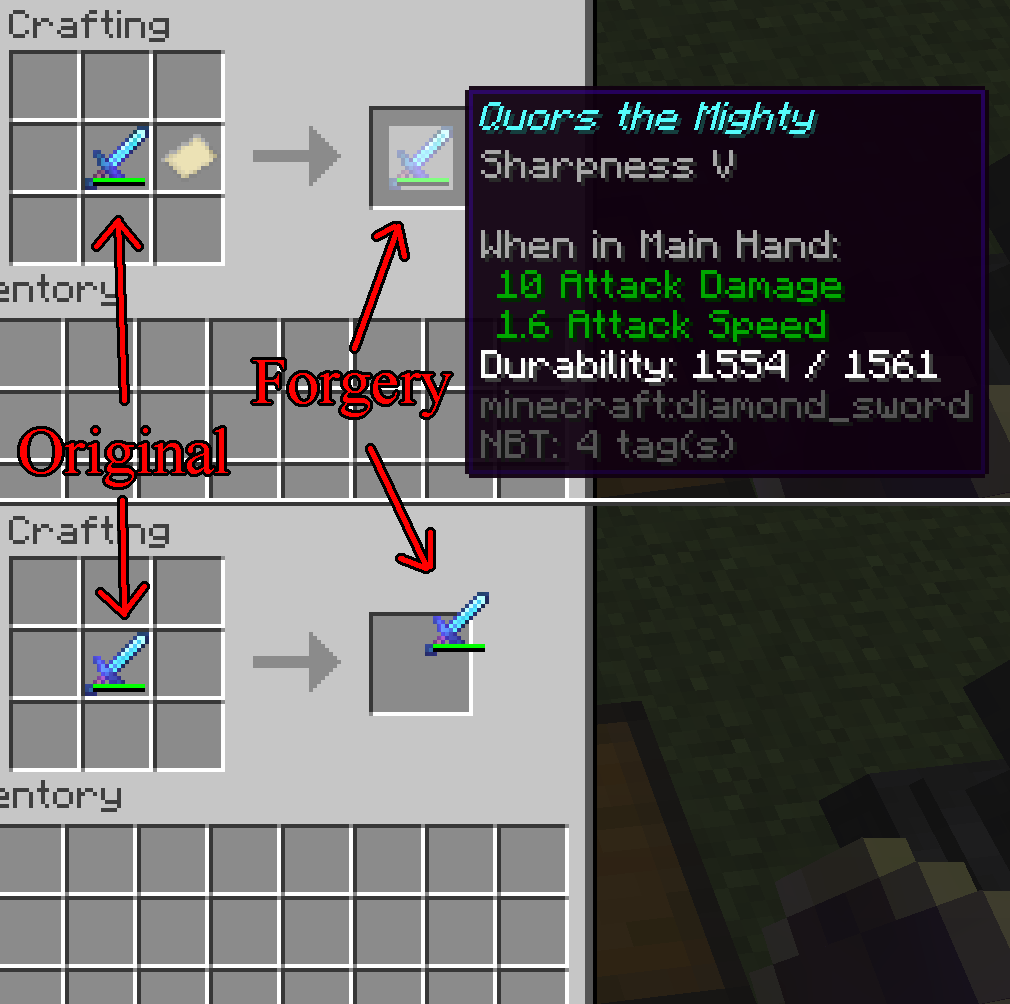 Crafting
Quors the Mighty
Sharpness V
When in Main Hand:
10 Attack Damage
1.6 Attack Speed
Durability: 1554 / 1561
minecraft:diamond_sword
NBT: 4 tag(s)
entory
Forgery
Original
Crafting
entory